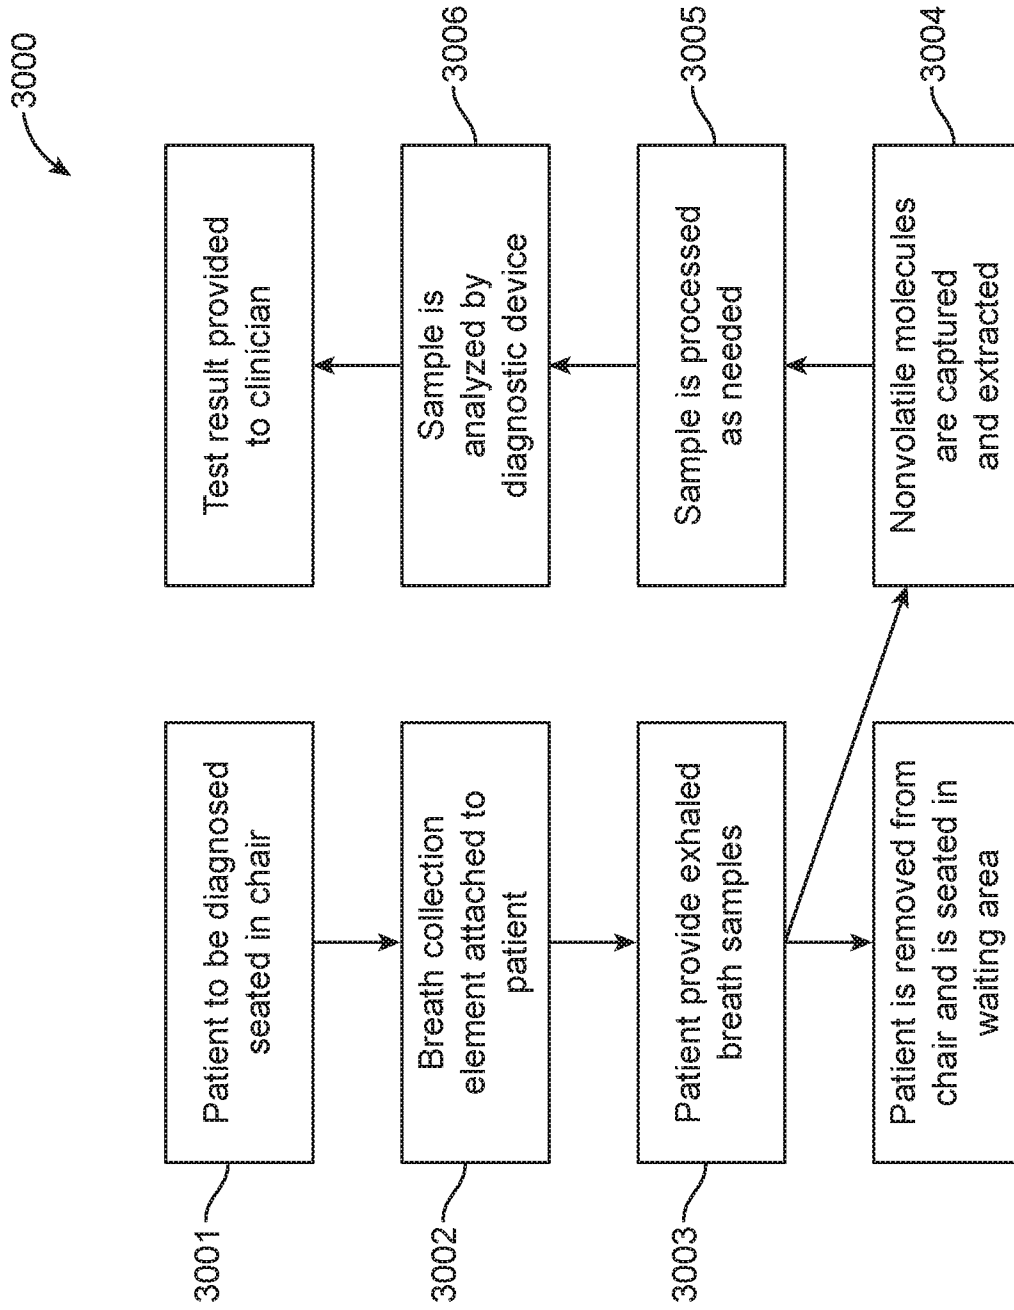 3000
3001
Patient to be diagnosed
seated in chair
3002
Breath collection
element attached to
patient
3003
Patient provide exhaled
breath samples
Patient is removed from
chair and is seated in
waiting area
Nonvolatile molecules
are captured
and extracted
3004
Sample is processed
as needed
3005
Sample is
analyzed by
diagnostic device
3006
Test result provided
to clinician